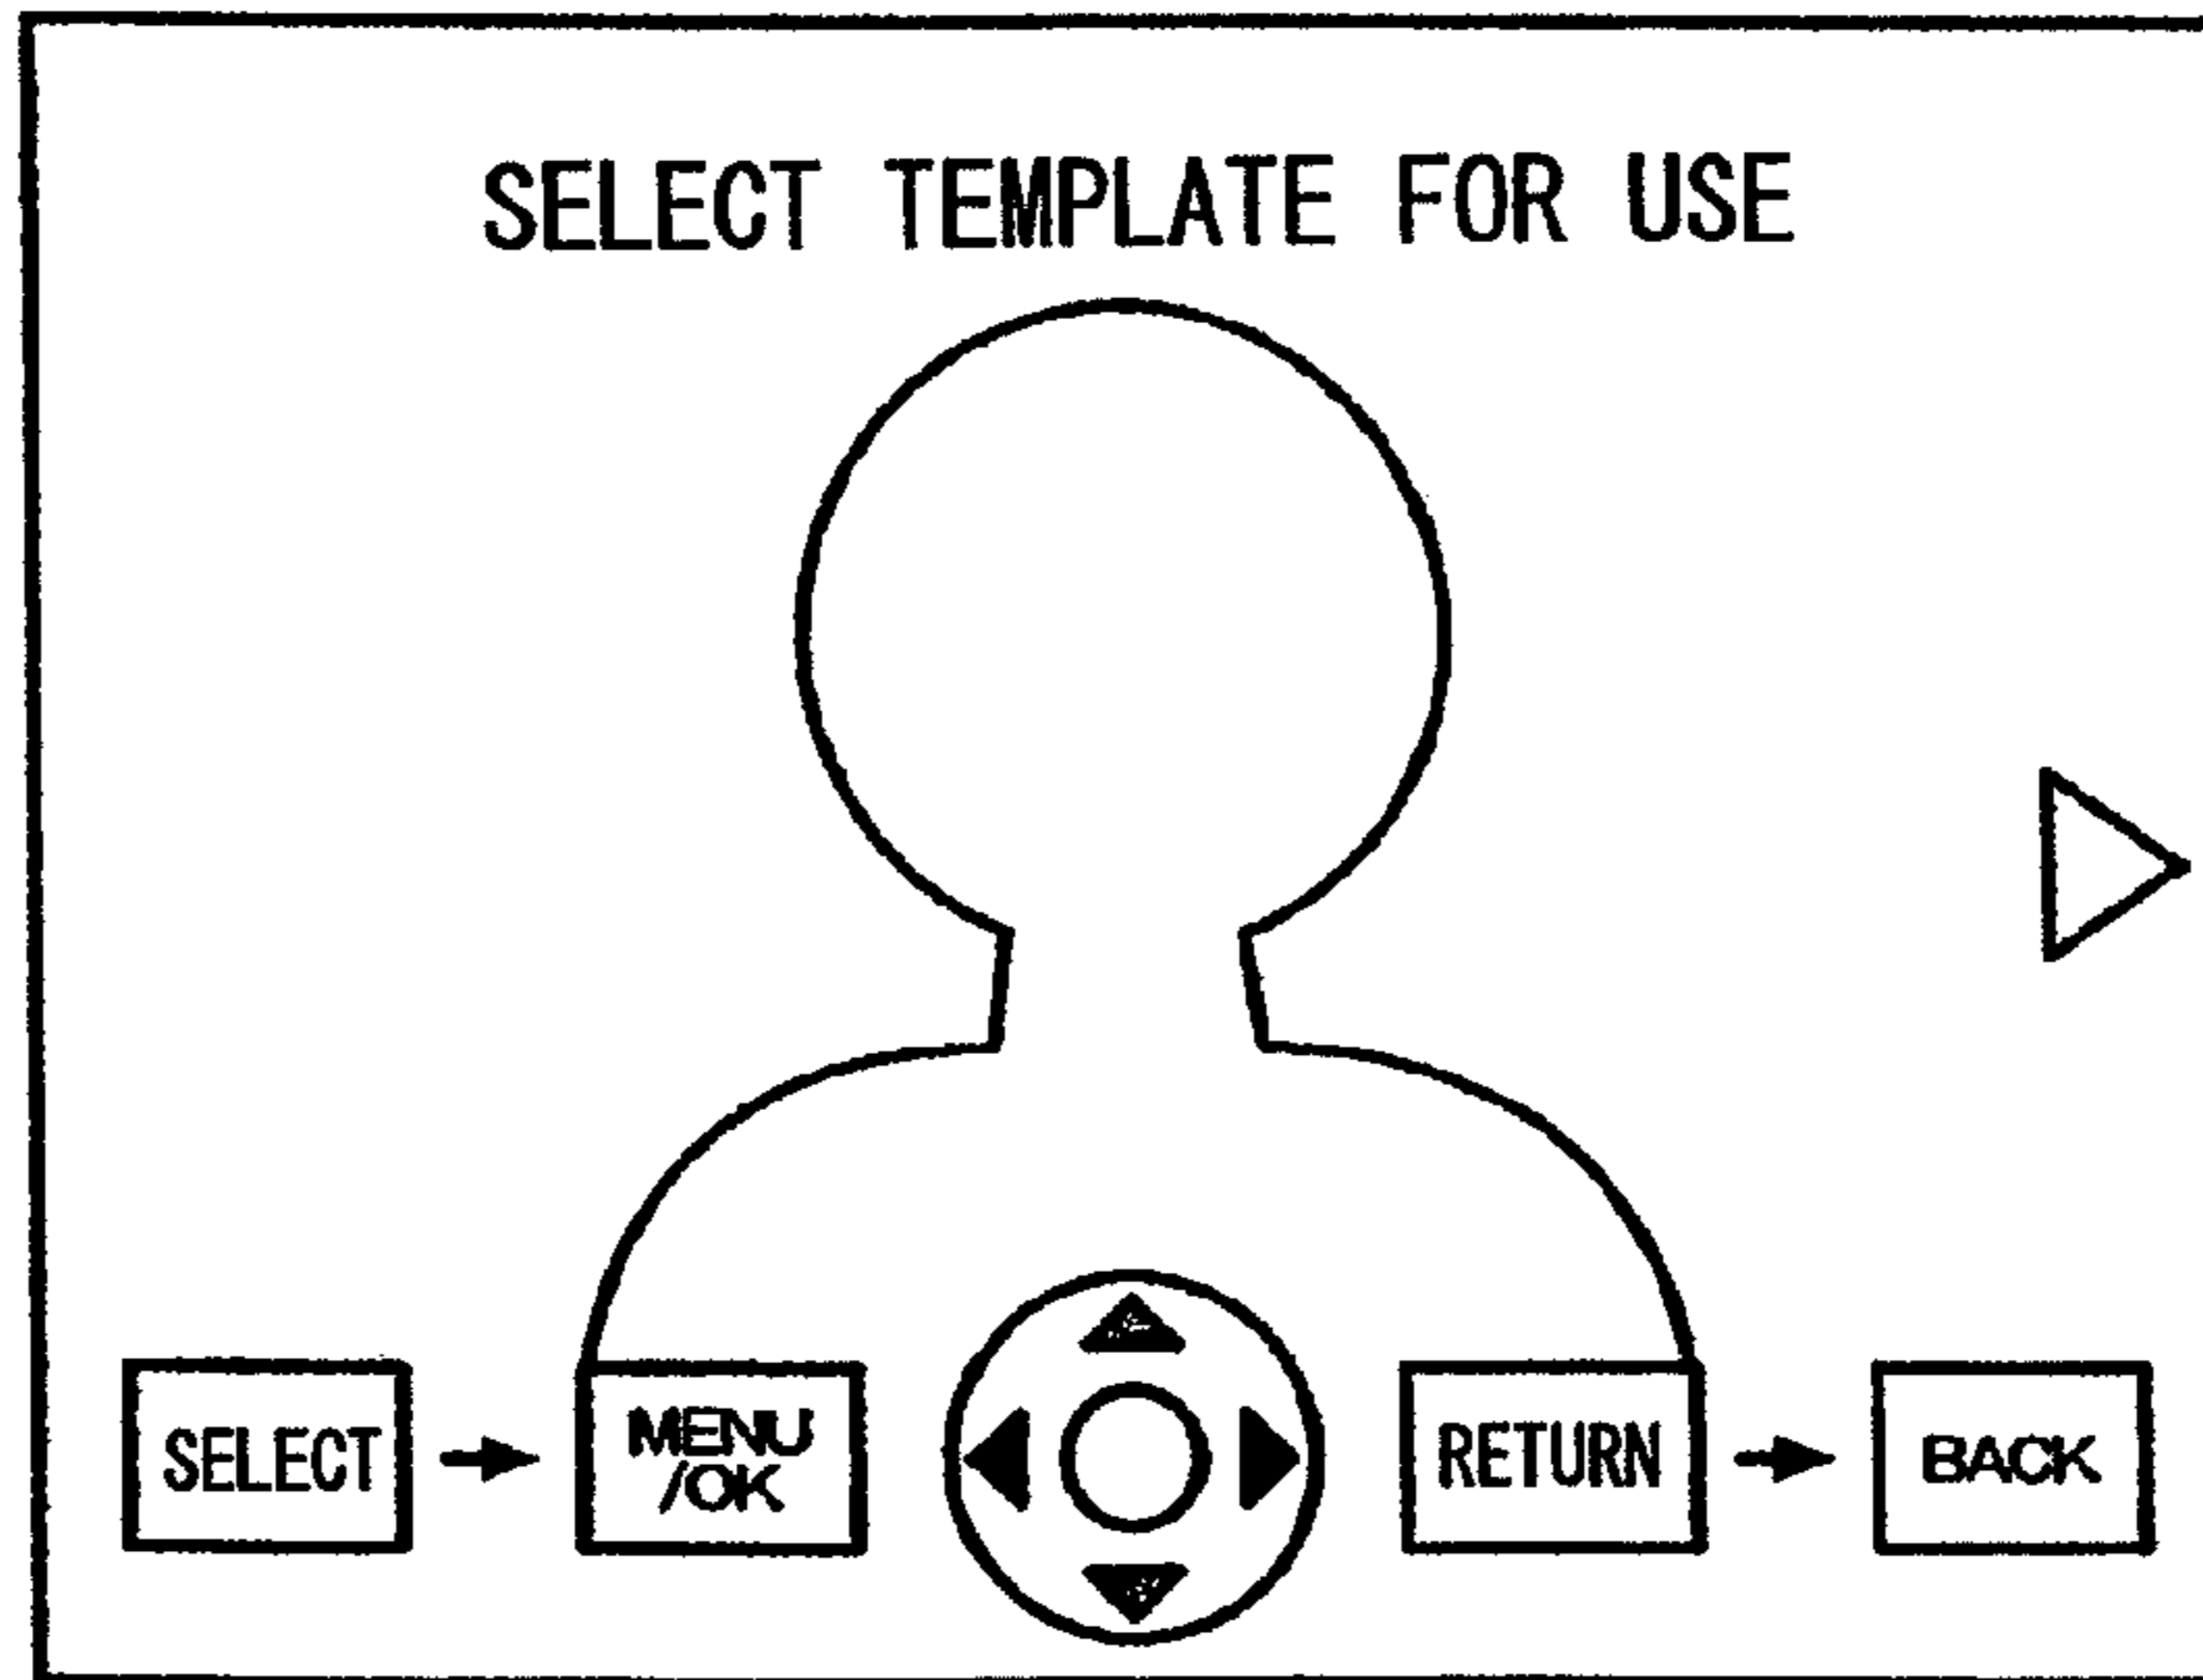 SELECT TEMPLATE FOR USE
SELECT
MENU
/OK
RETURN
BACK